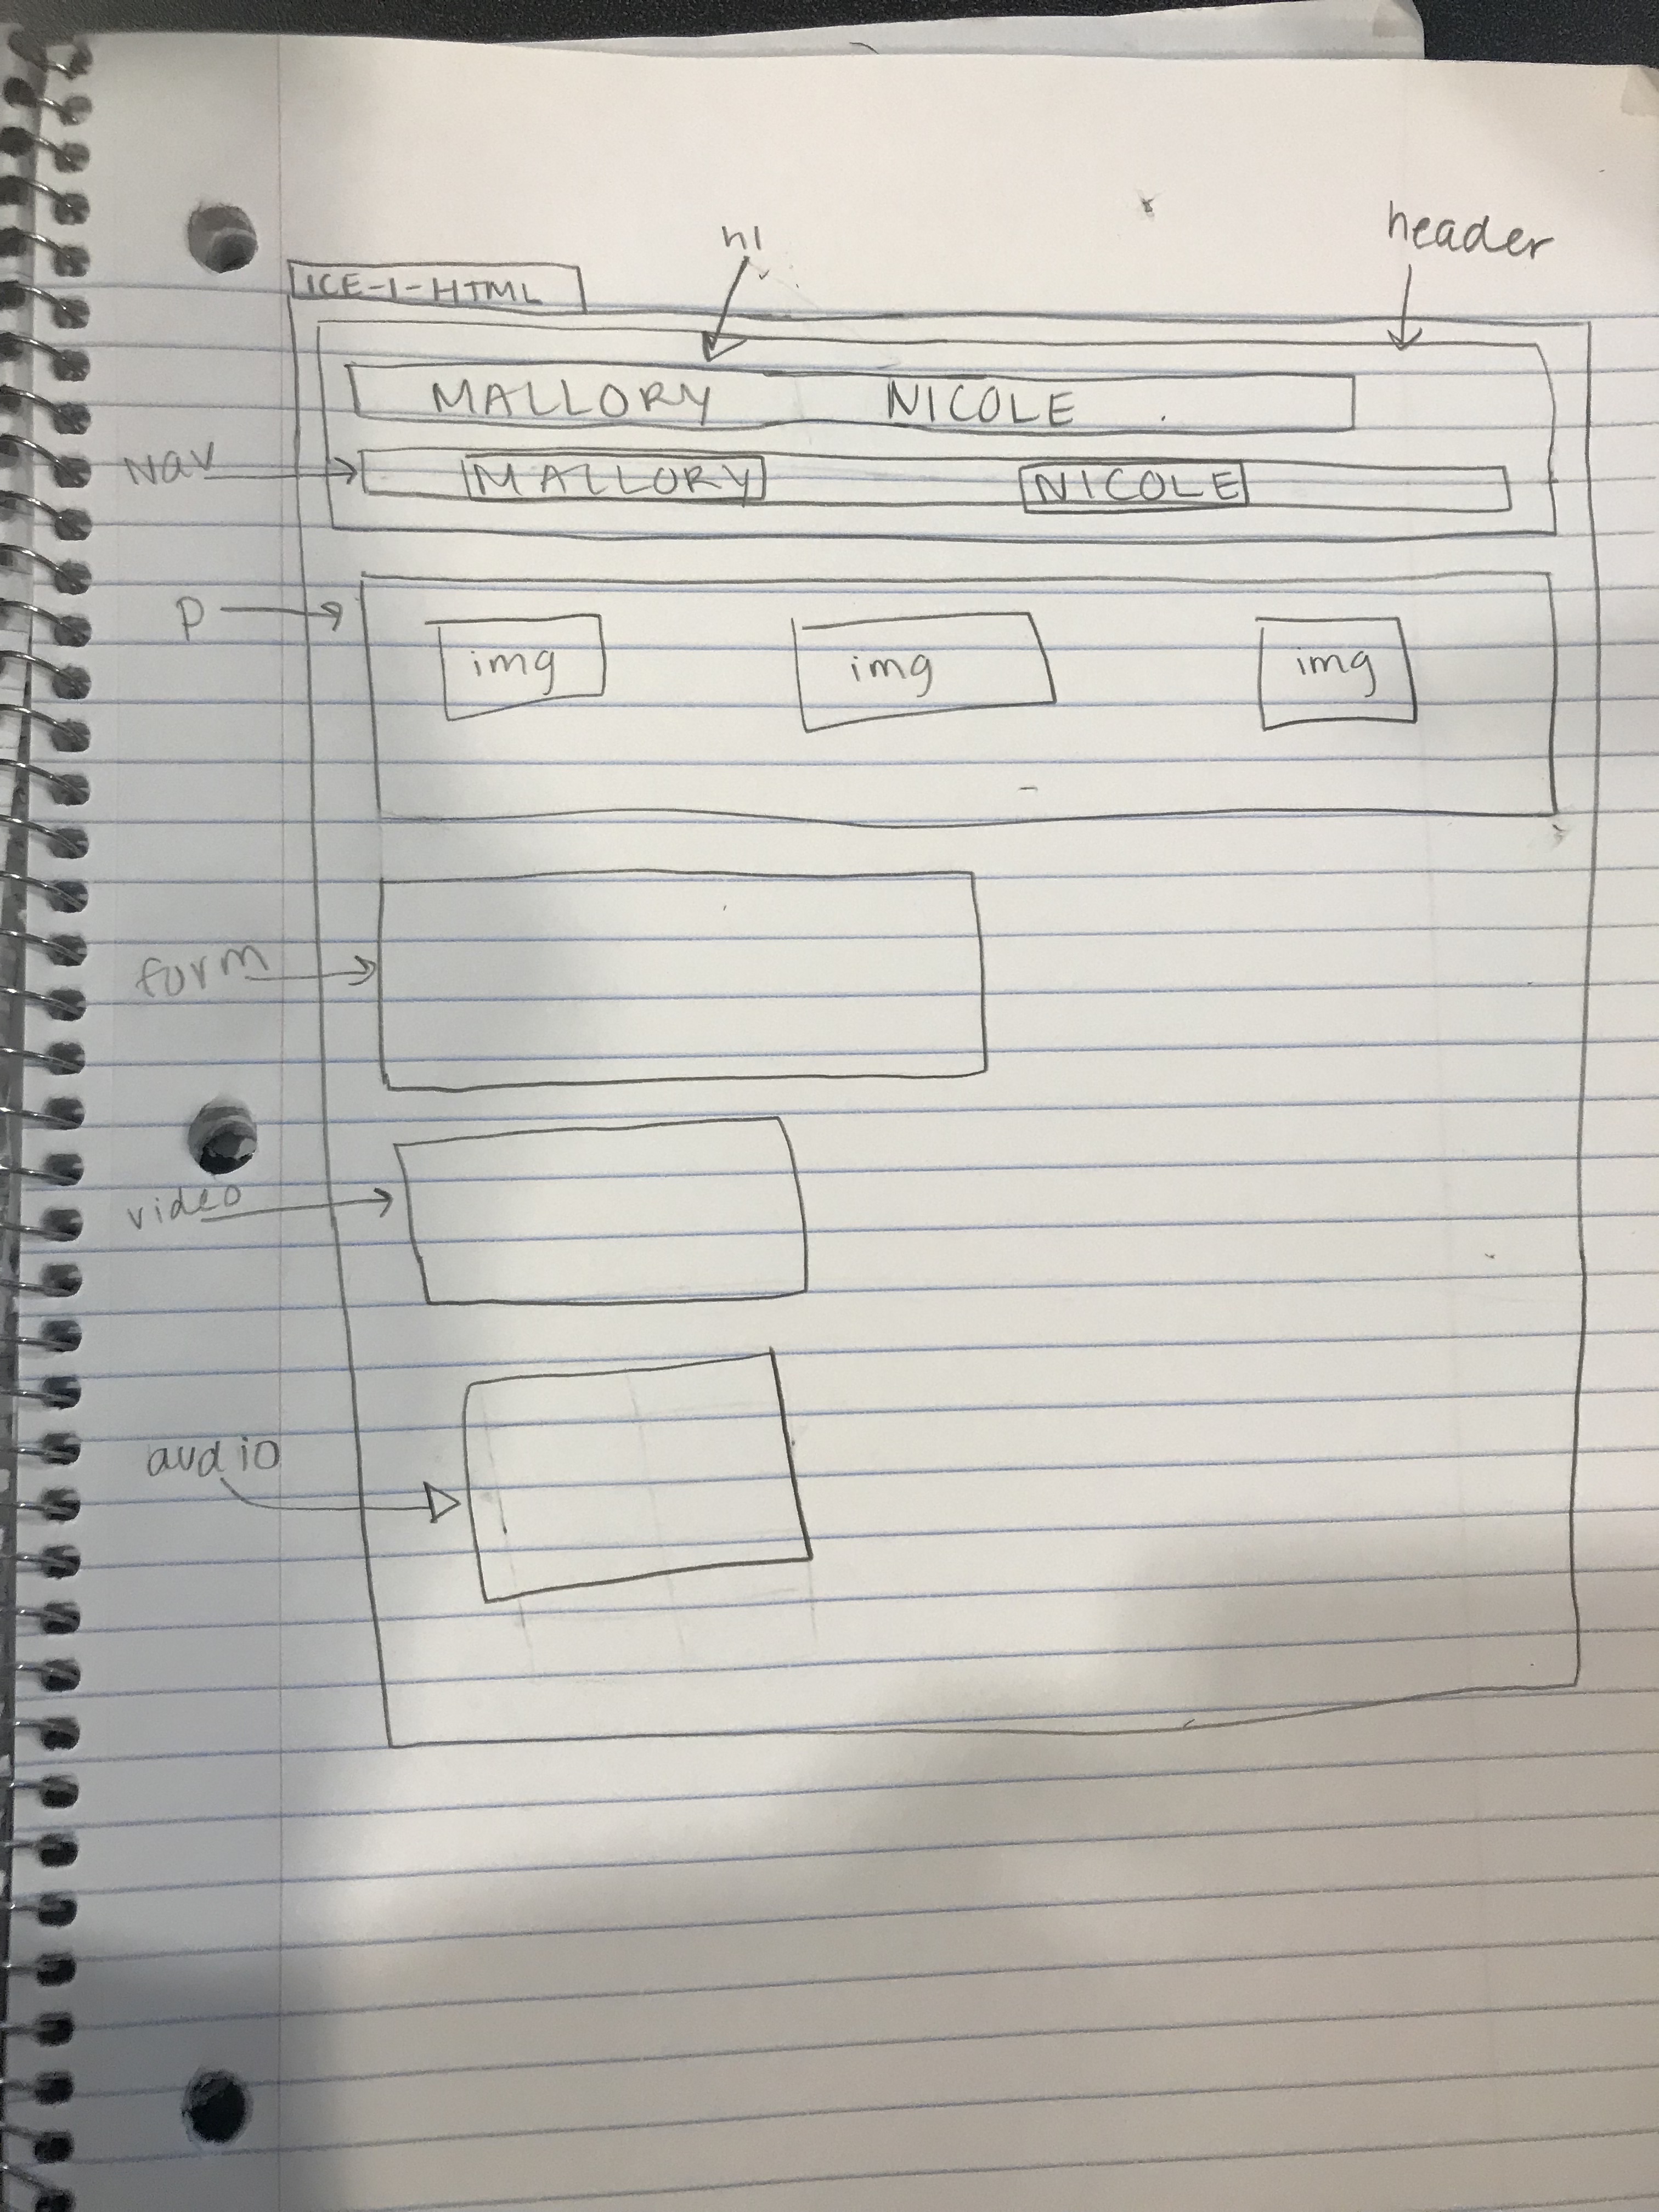 h1
header
ICE-1-HTML
MALLORY NICOLE
Nav
MALLORY NICOLE
p
img img img
form
video
audio